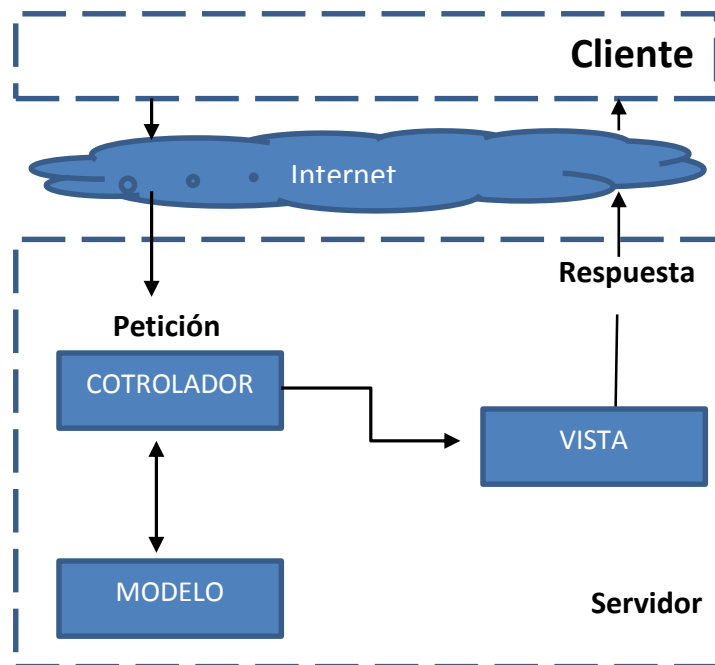 Cliente
Internet
Respuesta
Petición
COTROLADOR
VISTA
MODELO
Servidor